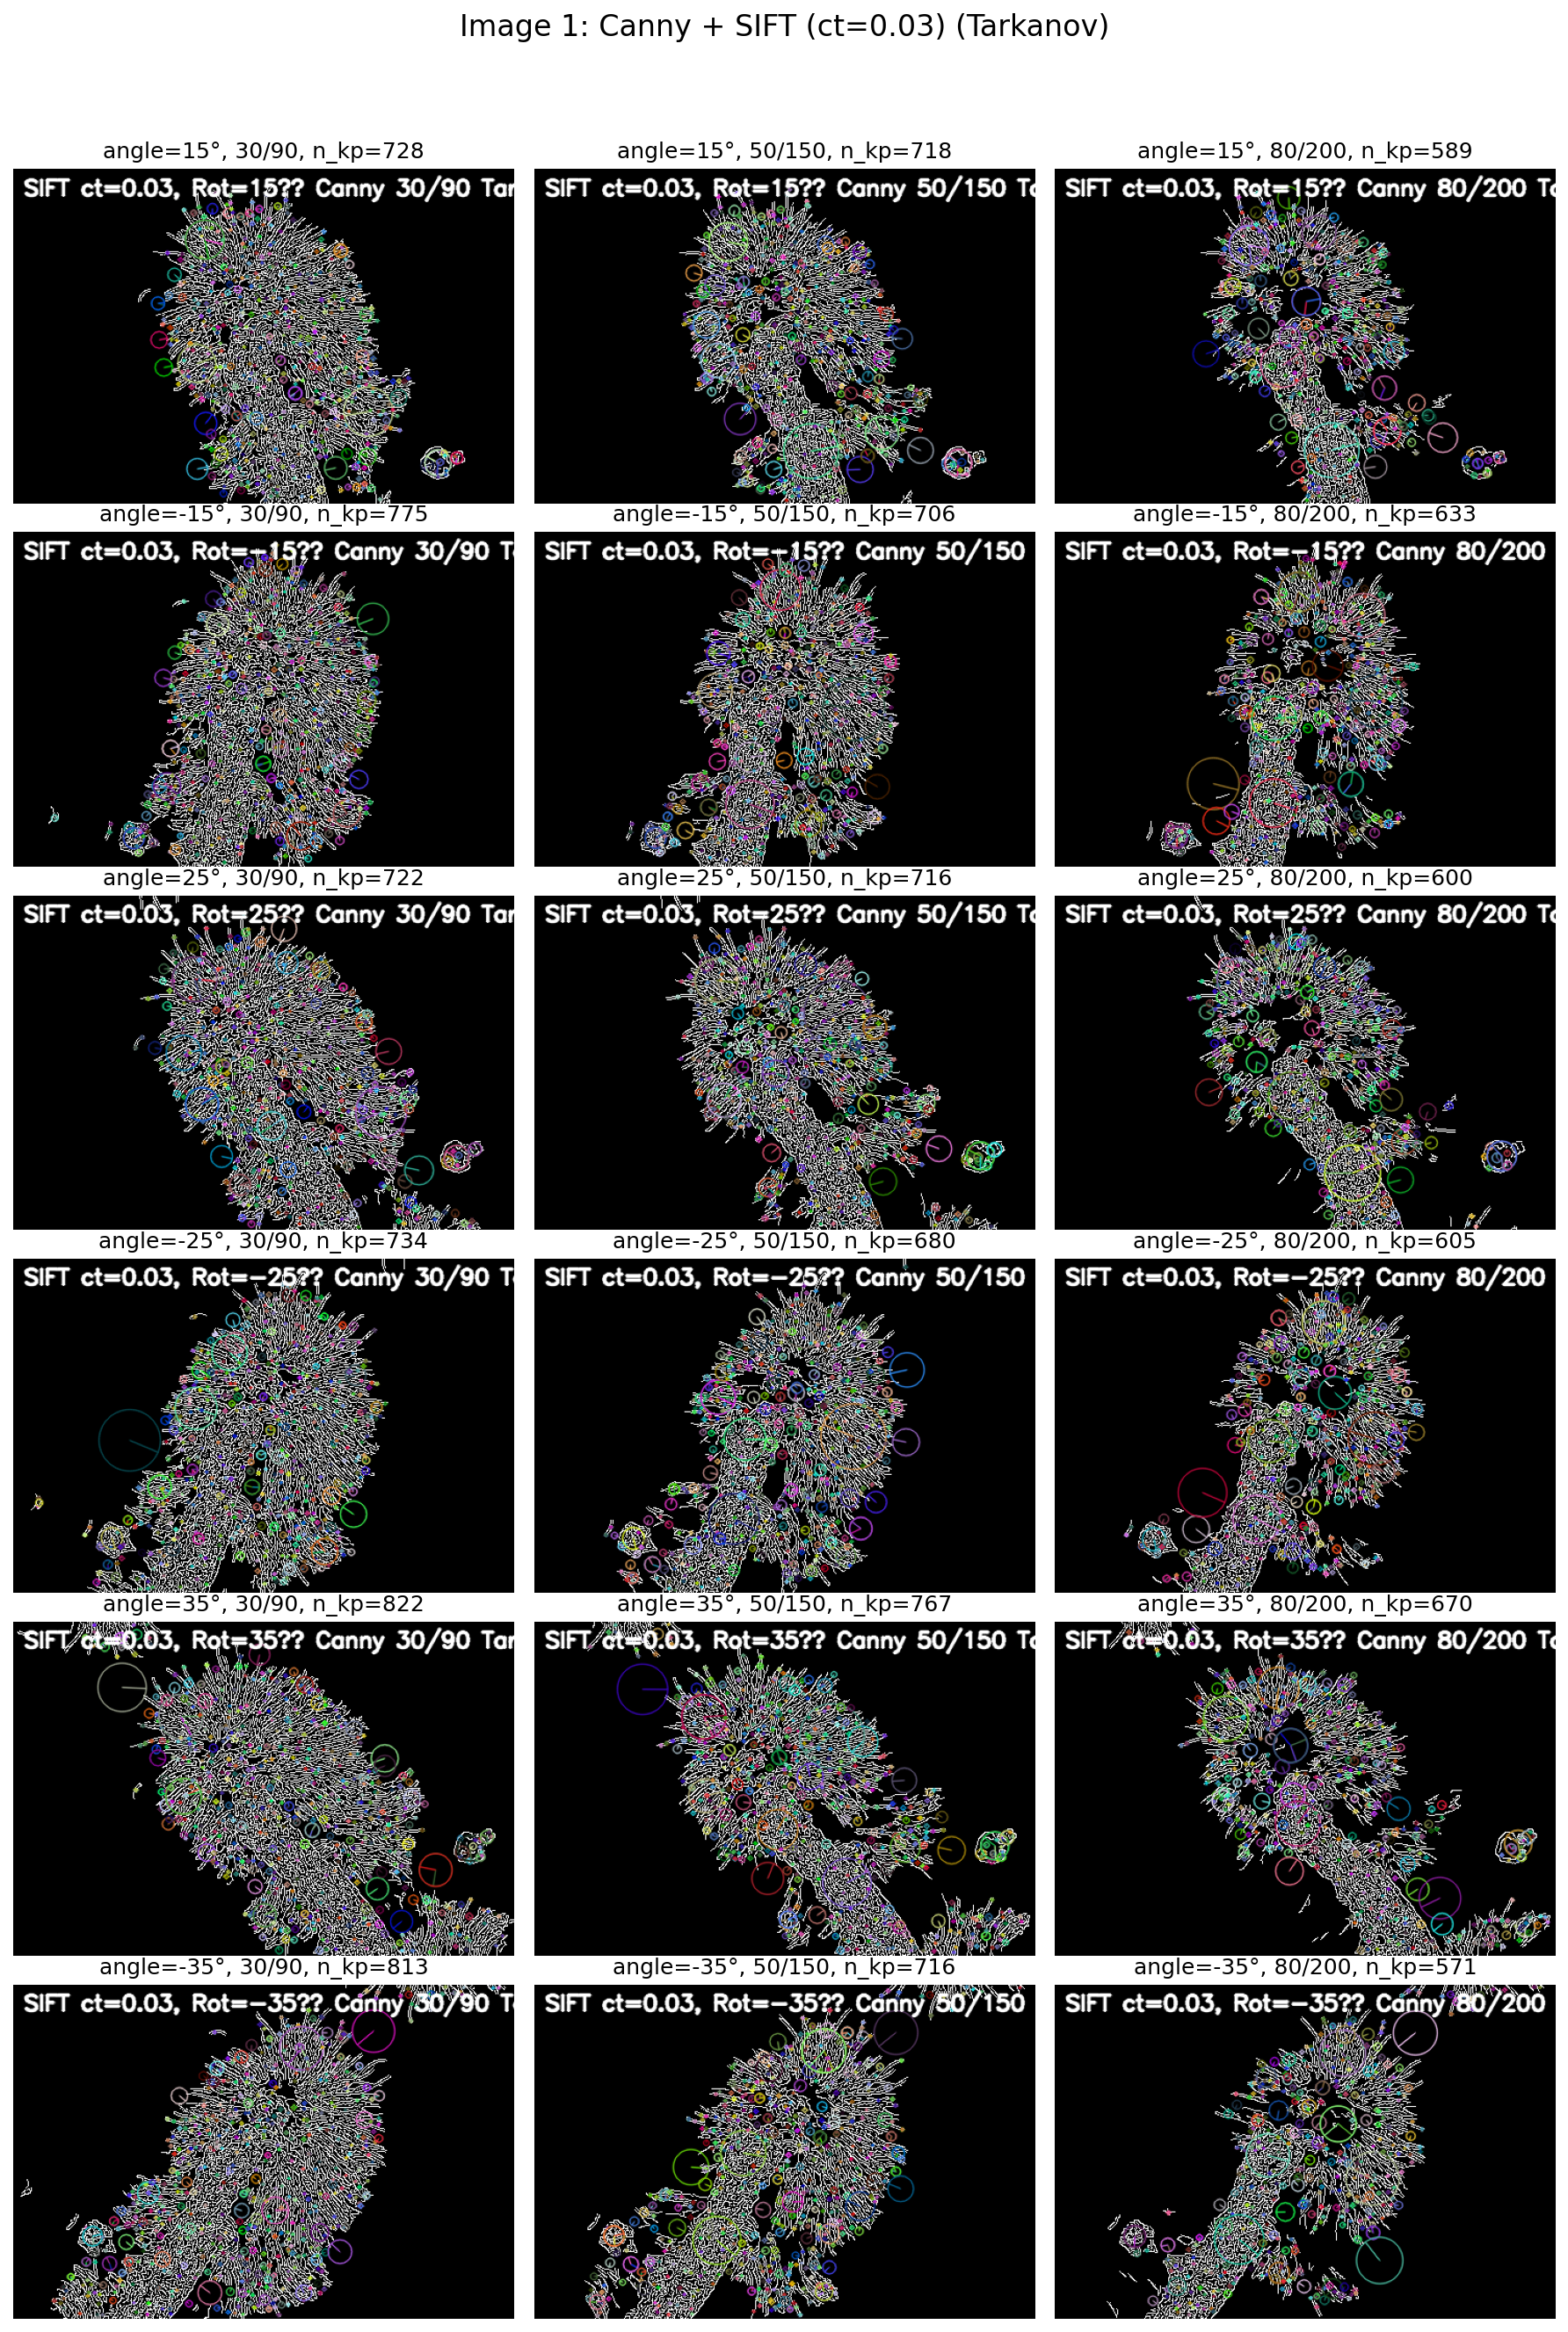 Image 1: Canny + SIFT (ct=0.03) (Tarkanov)
angle=15°, 30/90, n_kp=728
angle=15°, 50/150, n_kp=718
angle=15°, 80/200, n_kp=589
SIFT ct=0.03, Rot=15?? Canny 30/90 Tar
SIFT ct=0.03, Rot=15?? Canny 50/150 Ta
SIFT ct=0.03, Rot=15?? Canny 80/200 Ta
angle=-15°, 30/90, n_kp=775
angle=-15°, 50/150, n_kp=706
angle=-15°, 80/200, n_kp=633
SIFT ct=0.03, Rot=-15?? Canny 30/90 Ta
SIFT ct=0.03, Rot=-15?? Canny 50/150
SIFT ct=0.03, Rot=-15?? Canny 80/200
angle=25°, 30/90, n_kp=722
angle=25°, 50/150, n_kp=716
angle=25°, 80/200, n_kp=600
SIFT ct=0.03, Rot=25?? Canny 30/90 Tar
SIFT ct=0.03, Rot=25?? Canny 50/150 Ta
SIFT ct=0.03, Rot=25?? Canny 80/200 Ta
angle=-25°, 30/90, n_kp=734
angle=-25°, 50/150, n_kp=680
angle=-25°, 80/200, n_kp=605
SIFT ct=0.03, Rot=-25?? Canny 30/90 Ta
SIFT ct=0.03, Rot=-25?? Canny 50/150
SIFT ct=0.03, Rot=-25?? Canny 80/200
angle=35°, 30/90, n_kp=822
angle=35°, 50/150, n_kp=767
angle=35°, 80/200, n_kp=670
SIFT ct=0.03, Rot=35?? Canny 30/90 Tar
SIFT ct=0.03, Rot=35?? Canny 50/150 Ta
SIFT ct=0.03, Rot=35?? Canny 80/200 Ta
angle=-35°, 30/90, n_kp=813
angle=-35°, 50/150, n_kp=716
angle=-35°, 80/200, n_kp=571
SIFT ct=0.03, Rot=-35?? Canny 30/90 Ta
SIFT ct=0.03, Rot=-35?? Canny 50/150
SIFT ct=0.03, Rot=-35?? Canny 80/200